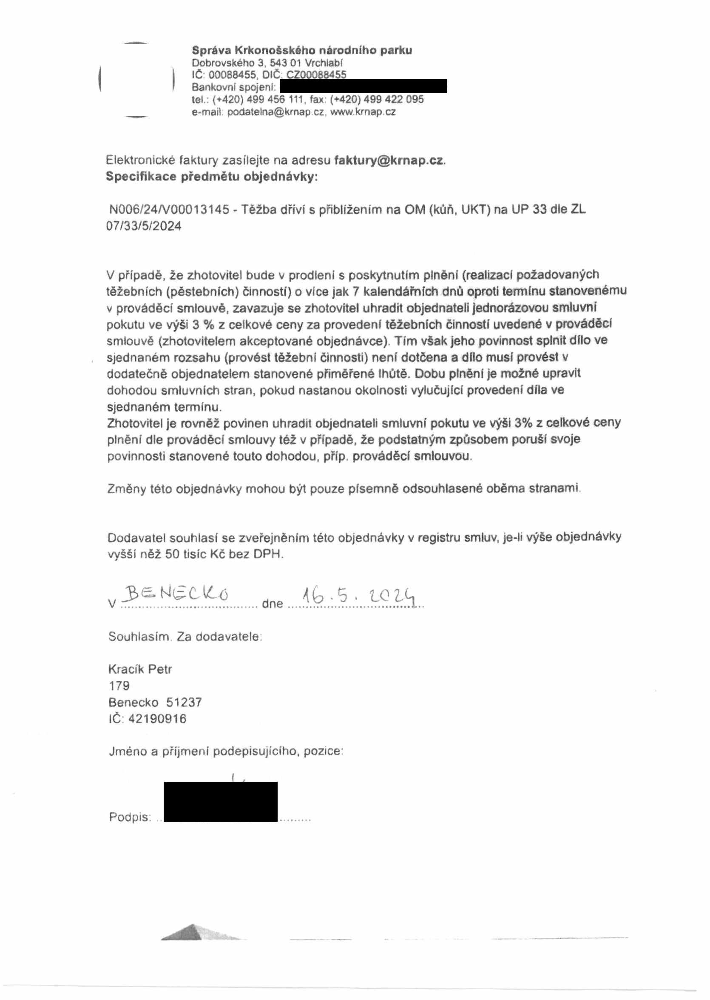 Správa Krkonošského národního parku
Dobrovského 3, 543 01 Vrchlabí
IČ: 00088455, DIČ: CZ00088455
Bankovní spojení:
tel.: (+420) 499 456 111, fax: (+420) 499 422 095
e-mail: podatelna@krnap.cz, www.krnap.cz
Elektronické faktury zasílejte na adresu faktury@krnap.cz.
Specifikace předmětu objednávky:
N006/24/V00013145 - Těžba dříví s přiblížením na OM (kůň, UKT) na UP 33 dle ZL
07/33/5/2024
V případě, že zhotovitel bude v prodlení s poskytnutím plnění (realizací požadovaných
těžebních (pěstebních) činností) o více jak 7 kalendářních dnů oproti termínu stanovenému
v prováděcí smlouvě, zavazuje se zhotovitel uhradit objednateli jednorázovou smluvní
pokutu ve výši 3 % z celkové ceny za provedení těžebních činností uvedené v prováděcí
smlouvě (zhotovitelem akceptované objednávce). Tím však jeho povinnost splnit dílo ve
sjednaném rozsahu (provést těžební činnosti) není dotčena a dílo musí provést v
dodatečně objednatelem stanovené přiměřené lhůtě. Dobu plnění je možné upravit
dohodou smluvních stran, pokud nastanou okolnosti vylučující provedení díla ve
sjednaném termínu.
Zhotovitel je rovněž povinen uhradit objednateli smluvní pokutu ve výši 3% z celkové ceny
plnění dle prováděcí smlouvy též v případě, že podstatným způsobem poruší svoje
povinnosti stanovené touto dohodou, příp. prováděcí smlouvou.
Změny této objednávky mohou být pouze písemně odsouhlasené oběma stranami.
Dodavatel souhlasí se zveřejněním této objednávky v registru smluv, je-li výše objednávky
vyšší něž 50 tisíc Kč bez DPH.
V BENECKO dne 16.5.2024
Souhlasím. Za dodavatele:
Kracík Petr
179
Benecko 51237
IČ: 42190916
Jméno a příjmení podepisujícího, pozice:
Podpis: